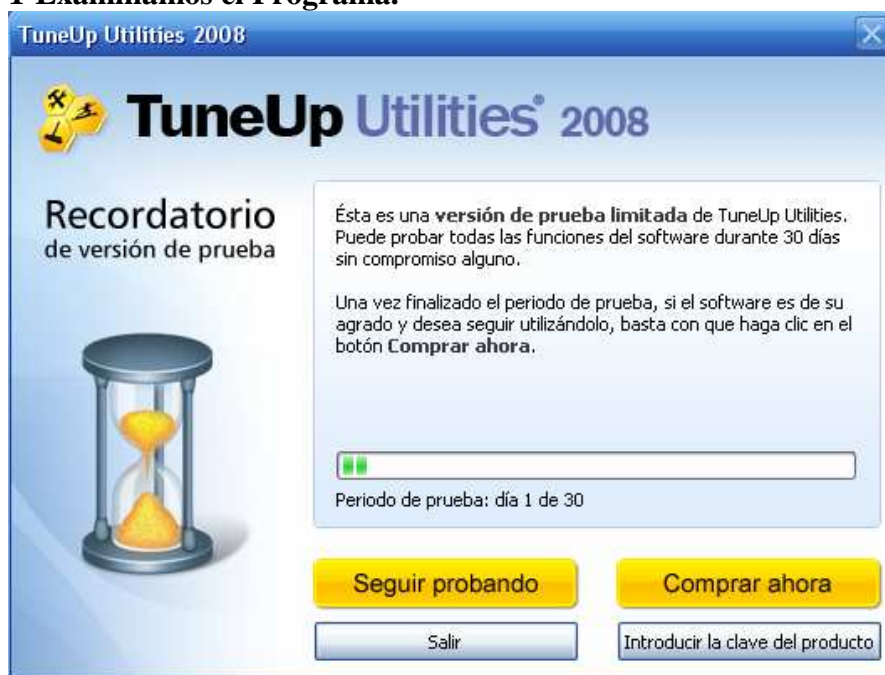 1 Examinamos el Programa.
TuneUp Utilities 2008
TuneUp Utilities® 2008
Recordatorio
de versión de prueba
Ésta es una versión de prueba limitada de TuneUp Utilities.
Puede probar todas las funciones del software durante 30 días
sin compromiso alguno.
Una vez finalizado el periodo de prueba, si el software es de su
agrado y desea seguir utilizándolo, basta con que haga clic en el
botón Comprar ahora.
Periodo de prueba: día 1 de 30
Seguir probando
Comprar ahora
Salir
Introducir la clave del producto